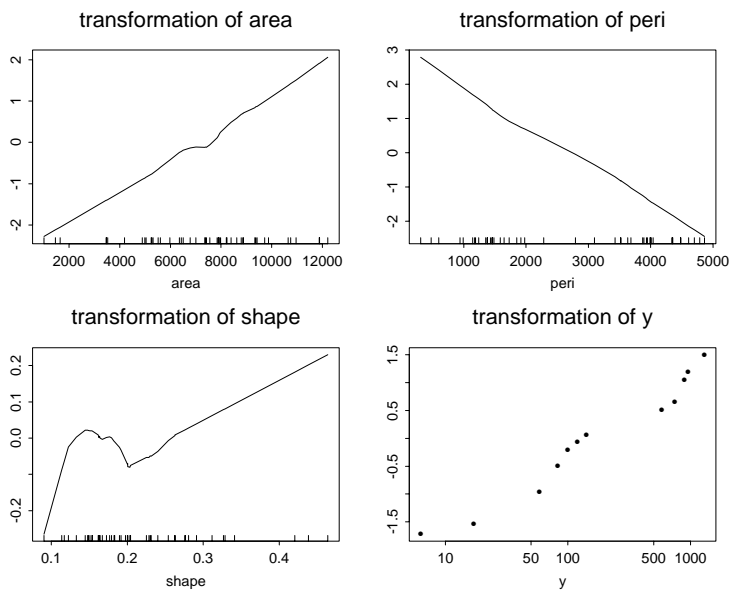 transformation of area
2
1
0
-1
-2
2000 4000 6000 8000 10000 12000
area
transformation of peri
3
2
1
0
-1
-2
1000 2000 3000 4000 5000
peri
transformation of shape
0.2
0.1
0.0
-0.2
0.1 0.2 0.3 0.4
shape
transformation of y
1.5
0.5
-0.5
-1.5
10 50 100 500 1000
y